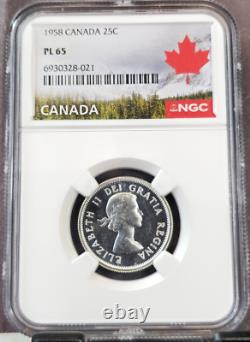 1958 CANADA 25C
PL 65
6930328-021
CANADA
NGC
ELIZABETH II DEI GRATIA REGINA